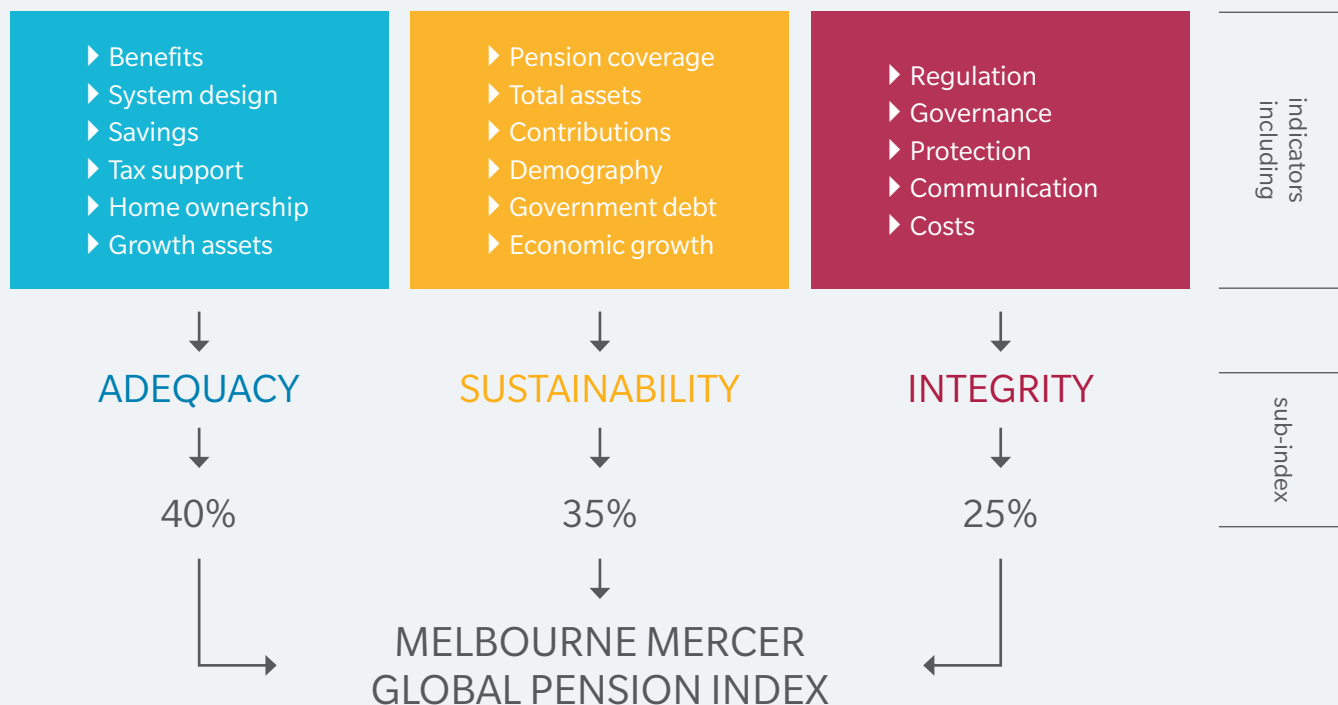 Benefits
System design
Savings
Tax support
Home ownership
Growth assets
Pension coverage
Total assets
Contributions
Demography
Government debt
Economic growth
Regulation
Governance
Protection
Communication
Costs
indicators
including
ADEQUACY
SUSTAINABILITY
INTEGRITY
sub-index
40%
35%
25%
MELBOURNE MERCER
GLOBAL PENSION INDEX